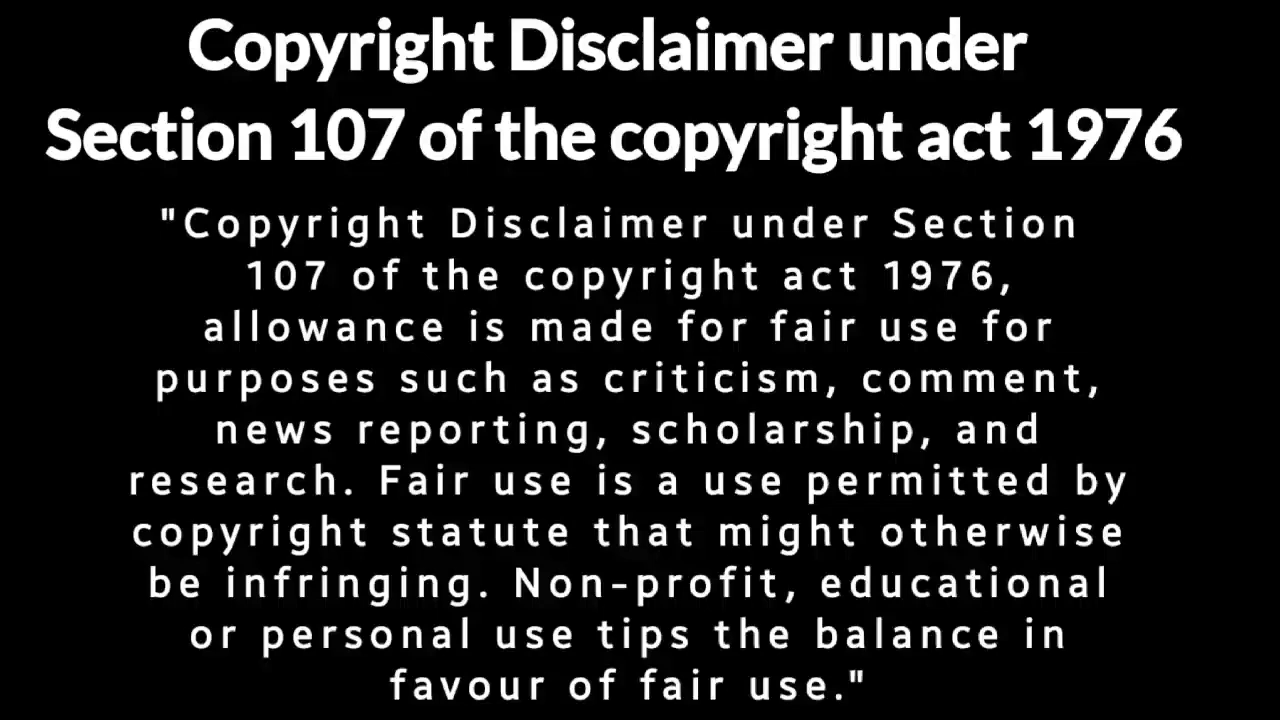 Copyright Disclaimer under
Section 107 of the copyright act 1976
"Copyright Disclaimer under Section
107 of the copyright act 1976,
allowance is made for fair use for
purposes such as criticism, comment,
news reporting, scholarship, and
research. Fair use is a use permitted by
copyright statute that might otherwise
be infringing. Non-profit, educational
or personal use tips the balance in
favour of fair use."